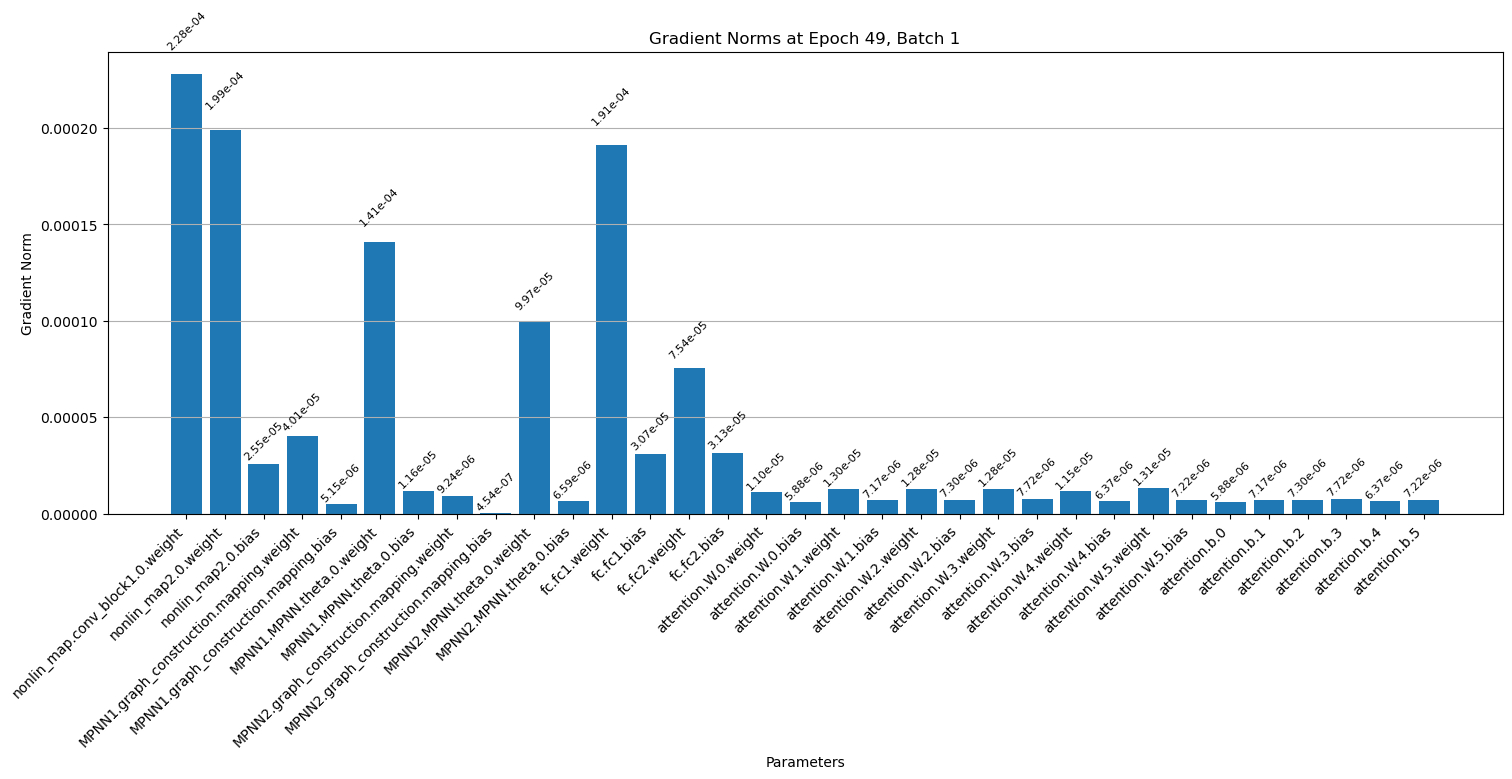 Gradient Norms at Epoch 49, Batch 1
Gradient Norm
0.00020
0.00015
0.00010
0.00005
0.00000
2.28e-04
1.99e-04
2.55e-05
4.01e-05
5.15e-06
1.41e-04
1.16e-05
9.24e-06
4.54e-07
9.97e-05
6.59e-06
1.91e-04
3.07e-05
7.54e-05
3.13e-05
1.10e-05
5.88e-06
1.30e-05
7.17e-06
1.28e-05
7.30e-06
1.28e-05
7.72e-06
1.15e-05
6.37e-06
1.31e-05
7.22e-06
5.88e-06
7.17e-06
7.30e-06
7.72e-06
6.37e-06
7.22e-06
nonlin_map.conv_block1.0.weight
nonlin_map2.0.weight
nonlin_map2.0.bias
MPNN1.graph_construction.mapping.weight
MPNN1.graph_construction.mapping.bias
MPNN1.MPNN.theta.0.weight
MPNN1.MPNN.theta.0.bias
MPNN2.graph_construction.mapping.weight
MPNN2.graph_construction.mapping.bias
MPNN2.MPNN.theta.0.weight
MPNN2.MPNN.theta.0.bias
fc.fc1.weight
fc.fc1.bias
fc.fc2.weight
fc.fc2.bias
attention.W.0.weight
attention.W.0.bias
attention.W.1.weight
attention.W.1.bias
attention.W.2.weight
attention.W.2.bias
attention.W.3.weight
attention.W.3.bias
attention.W.4.weight
attention.W.4.bias
attention.W.5.weight
attention.W.5.bias
attention.b.0
attention.b.1
attention.b.2
attention.b.3
attention.b.4
attention.b.5
Parameters